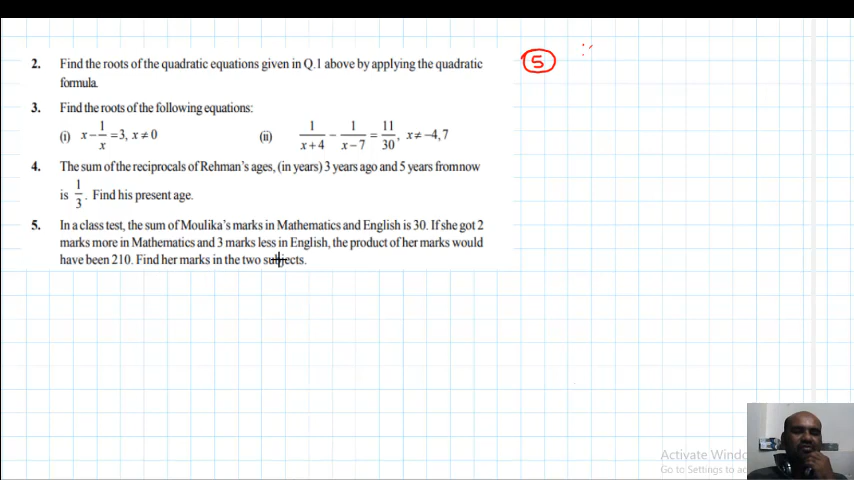 2. Find the roots of the quadratic equations given in Q.1 above by applying the quadratic
formula.
3. Find the roots of the following equations:
(i) x − 1/x = 3, x ≠ 0 (ii) 1/(x+4) − 1/(x−7) = 11/30, x ≠ −4, 7
4. The sum of the reciprocals of Rehman's ages, (in years) 3 years ago and 5 years from now
is 1/3. Find his present age.
5. In a class test, the sum of Moulika's marks in Mathematics and English is 30. If she got 2
marks more in Mathematics and 3 marks less in English, the product of her marks would
have been 210. Find her marks in the two subjects.
5
Activate Windo
Go to Settings to a